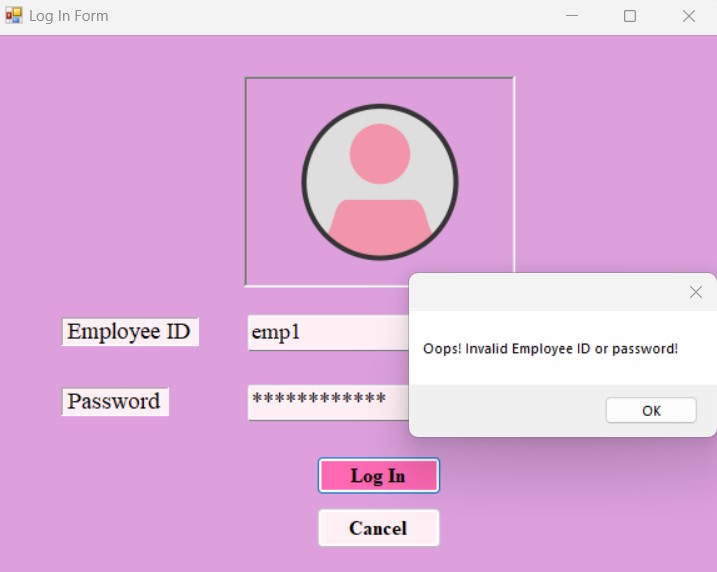 Log In Form
Employee ID
emp1
Password
************
Oops! Invalid Employee ID or password!
OK
Log In
Cancel